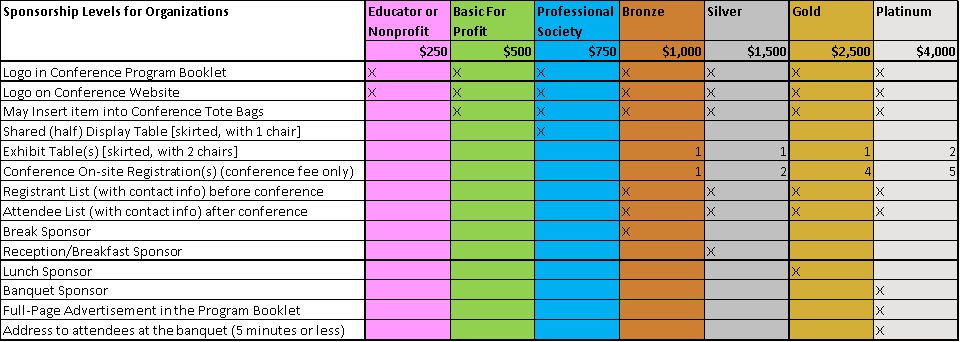 Sponsorship Levels for Organizations Educator or Nonprofit Basic For Profit Professional Society Bronze Silver Gold Platinum
$250 $500 $750 $1,000 $1,500 $2,500 $4,000
Logo in Conference Program Booklet X X X X X X X
Logo on Conference Website X X X X X X X
May Insert item into Conference Tote Bags X X X X X X
Shared (half) Display Table [skirted, with 1 chair] X
Exhibit Table(s) [skirted, with 2 chairs] 1 1 1 2
Conference On-site Registration(s) (conference fee only) 1 2 4 5
Registrant List (with contact info) before conference X X X X
Attendee List (with contact info) after conference X X X X
Break Sponsor X
Reception/Breakfast Sponsor X
Lunch Sponsor X
Banquet Sponsor X
Full-Page Advertisement in the Program Booklet X
Address to attendees at the banquet (5 minutes or less) X